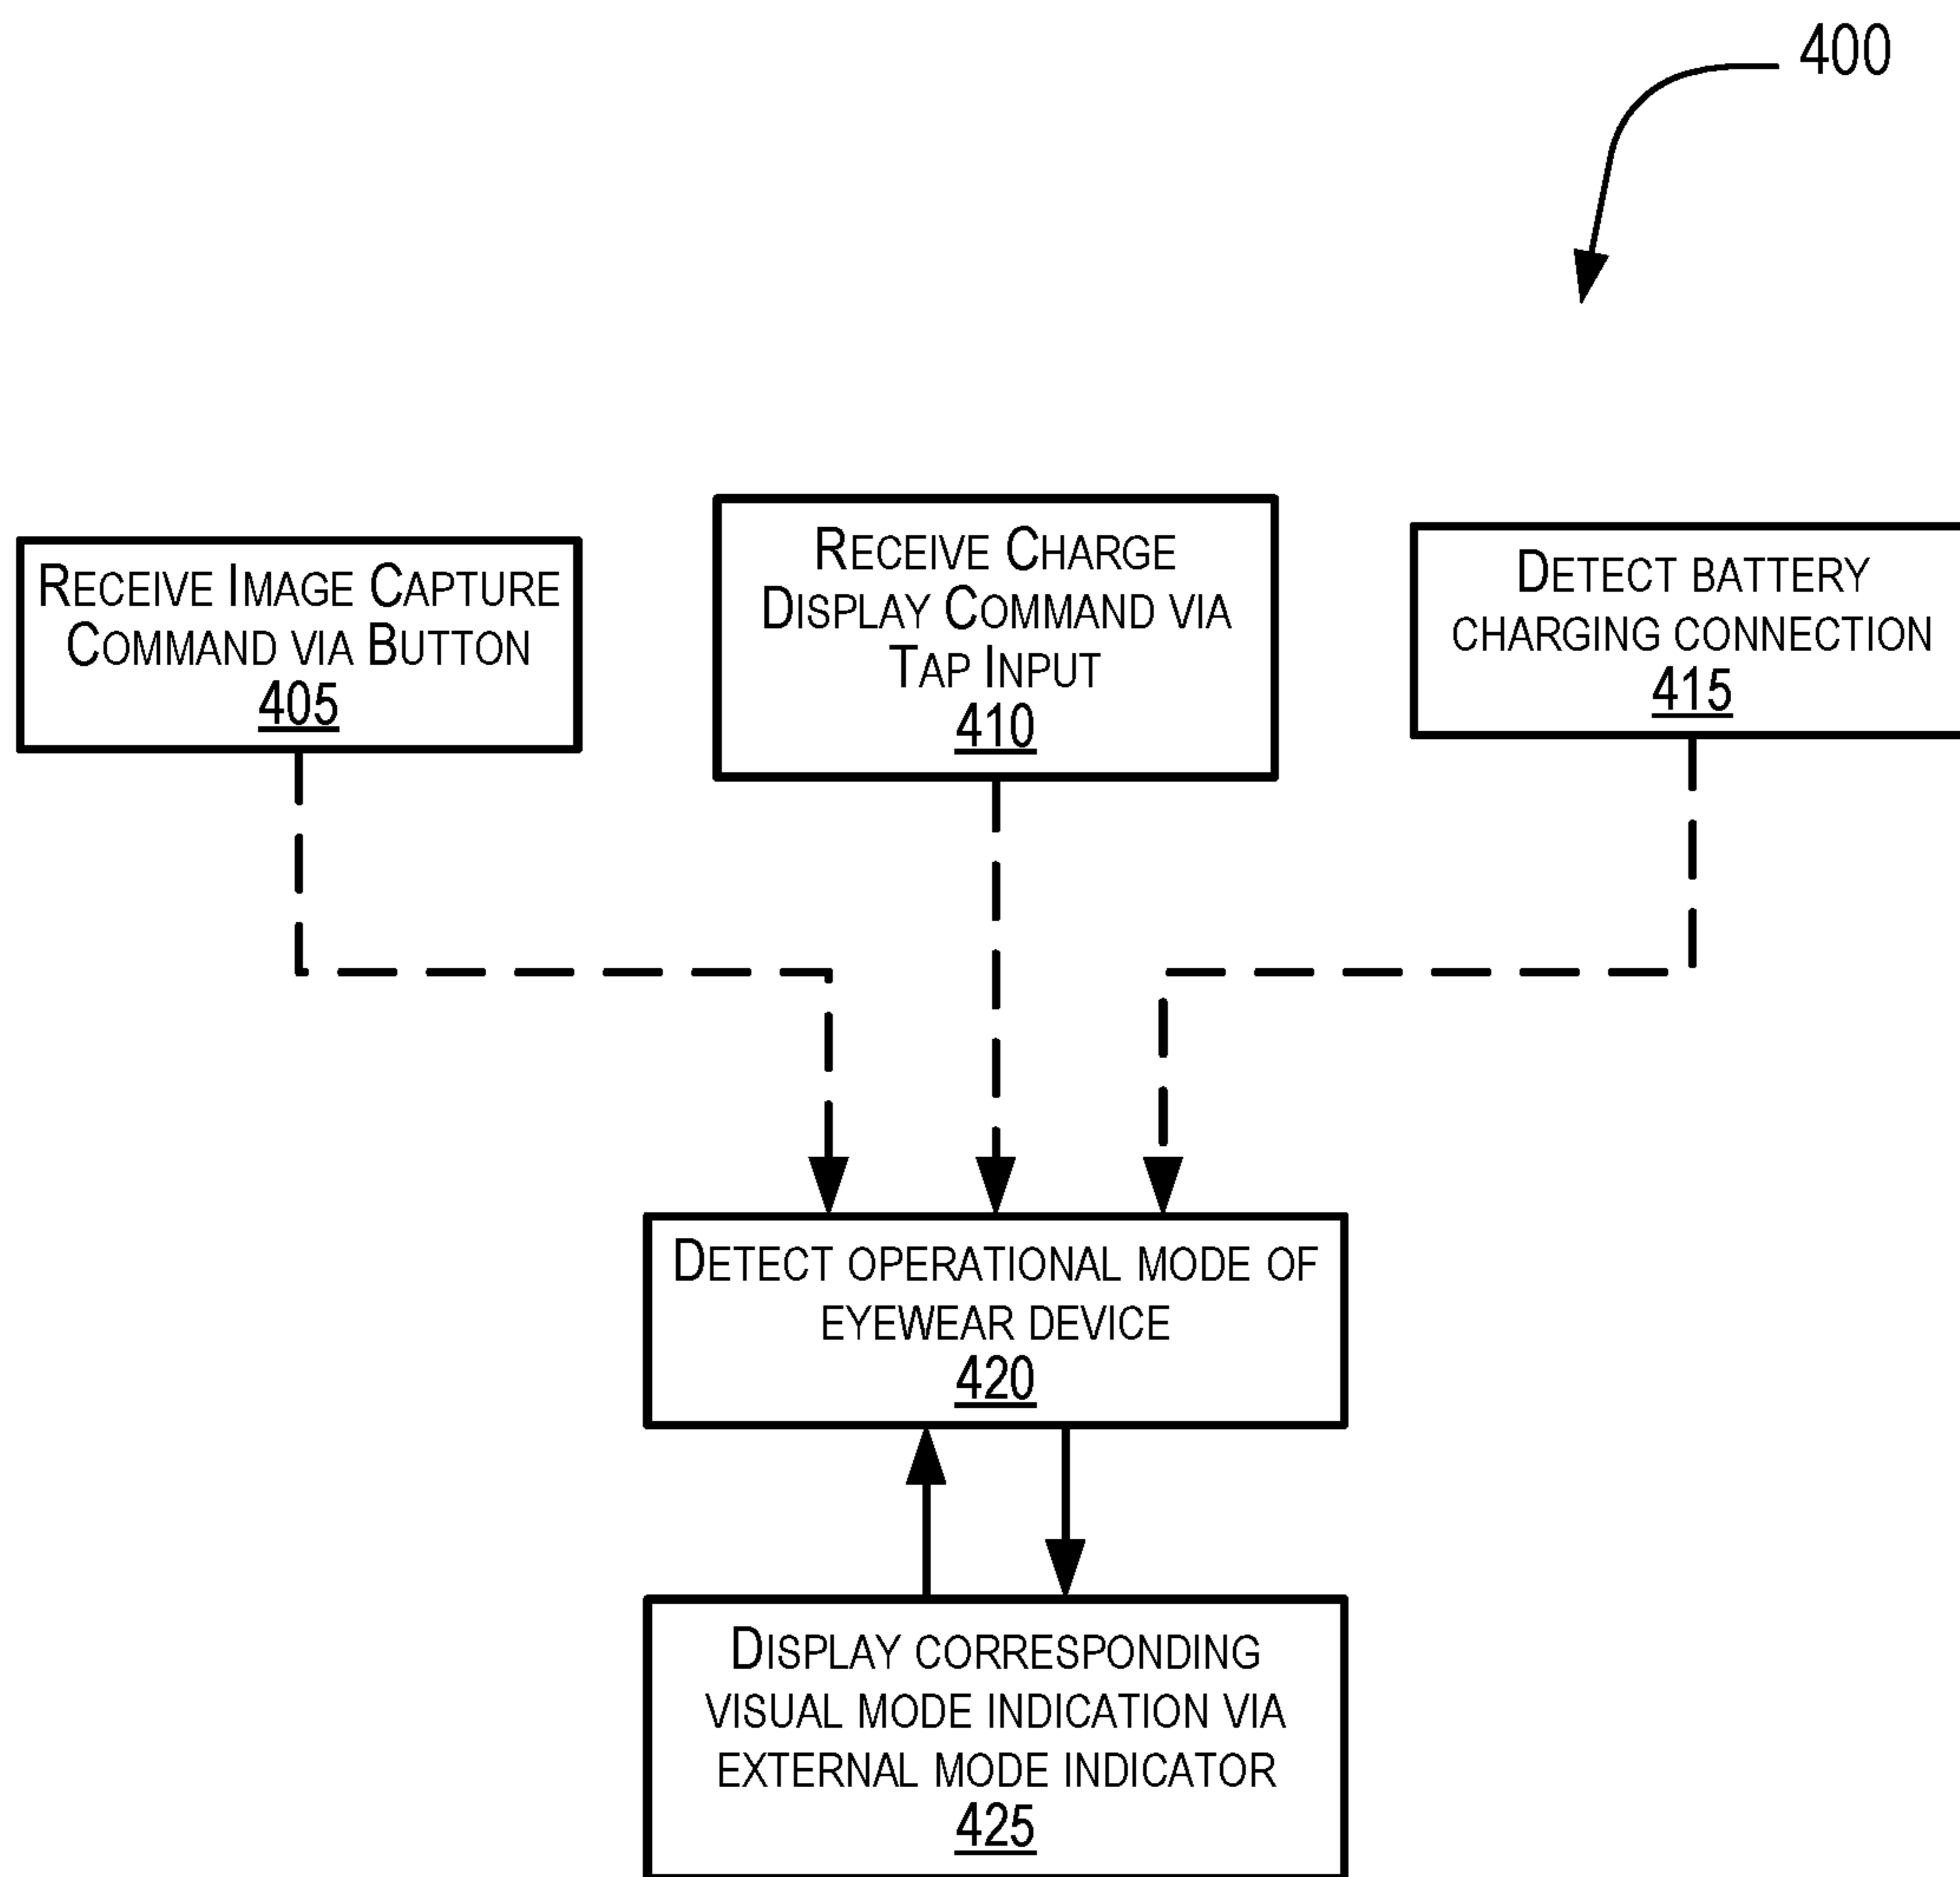 400
Receive Image Capture
Command via Button
405
Receive Charge
Display Command via
Tap Input
410
Detect battery
charging connection
415
Detect operational mode of
eyewear device
420
Display corresponding
visual mode indication via
external mode indicator
425